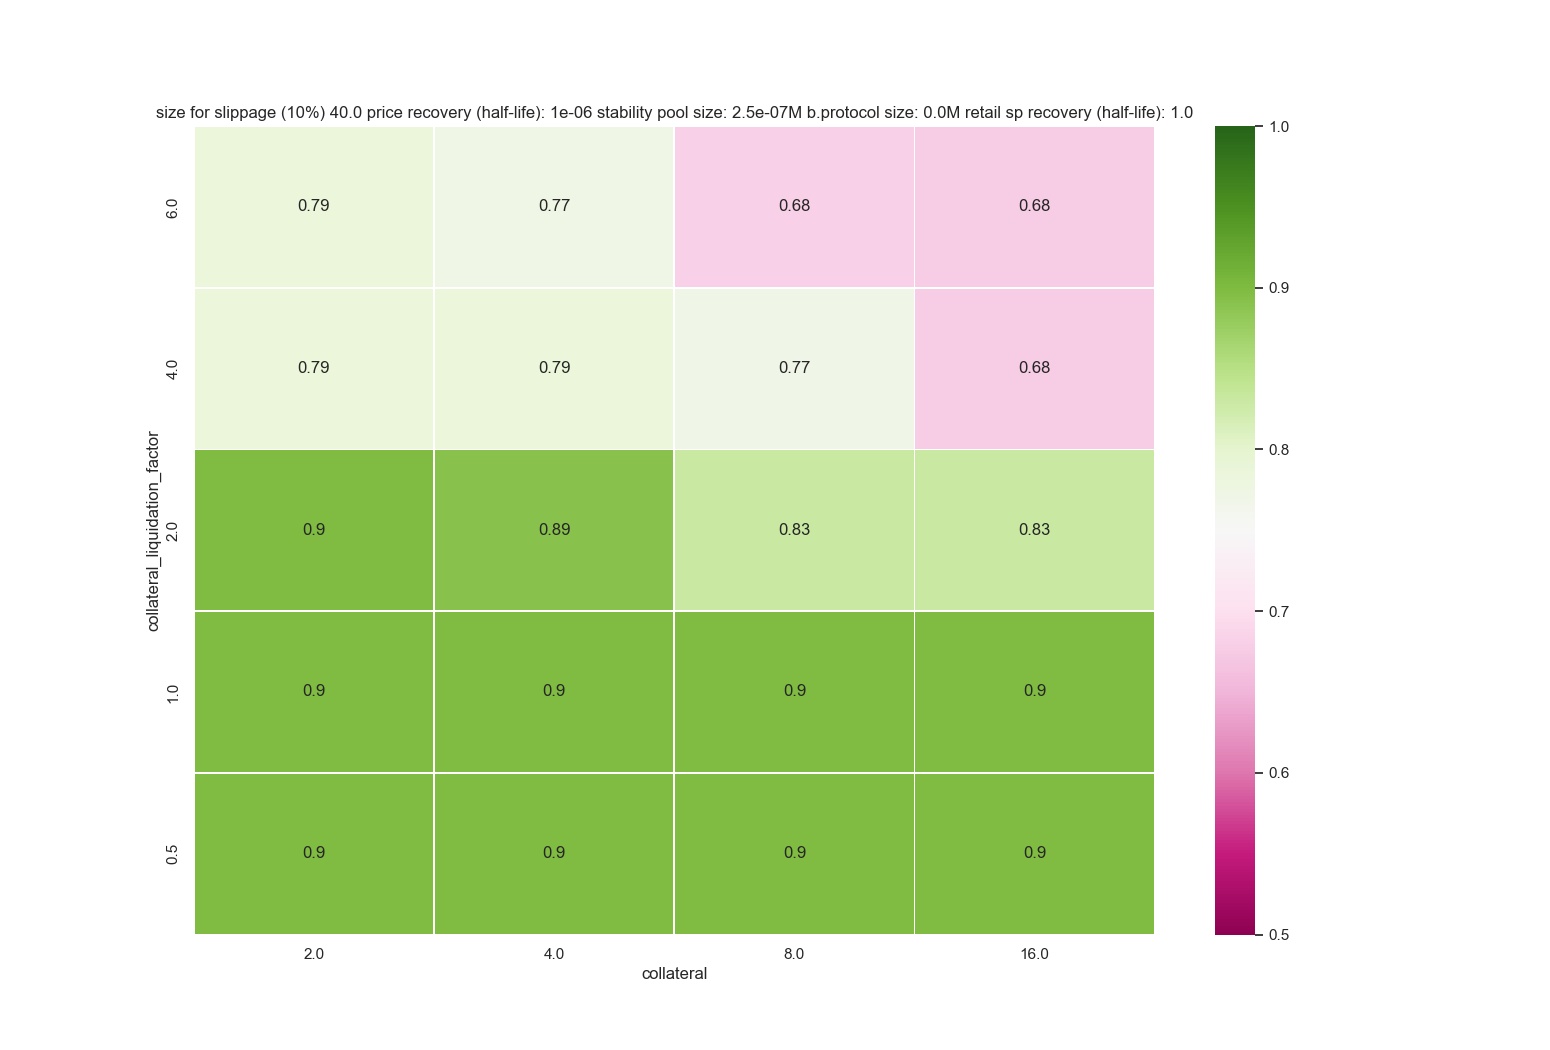 size for slippage (10%) 40.0 price recovery (half-life): 1e-06 stability pool size: 2.5e-07M b.protocol size: 0.0M retail sp recovery (half-life): 1.0
collateral_liquidation_factor
6.0
0.79 0.77 0.68 0.68
4.0
0.79 0.79 0.77 0.68
2.0
0.9 0.89 0.83 0.83
1.0
0.9 0.9 0.9 0.9
0.5
0.9 0.9 0.9 0.9
2.0 4.0 8.0 16.0
collateral
1.0
0.9
0.8
0.7
0.6
0.5